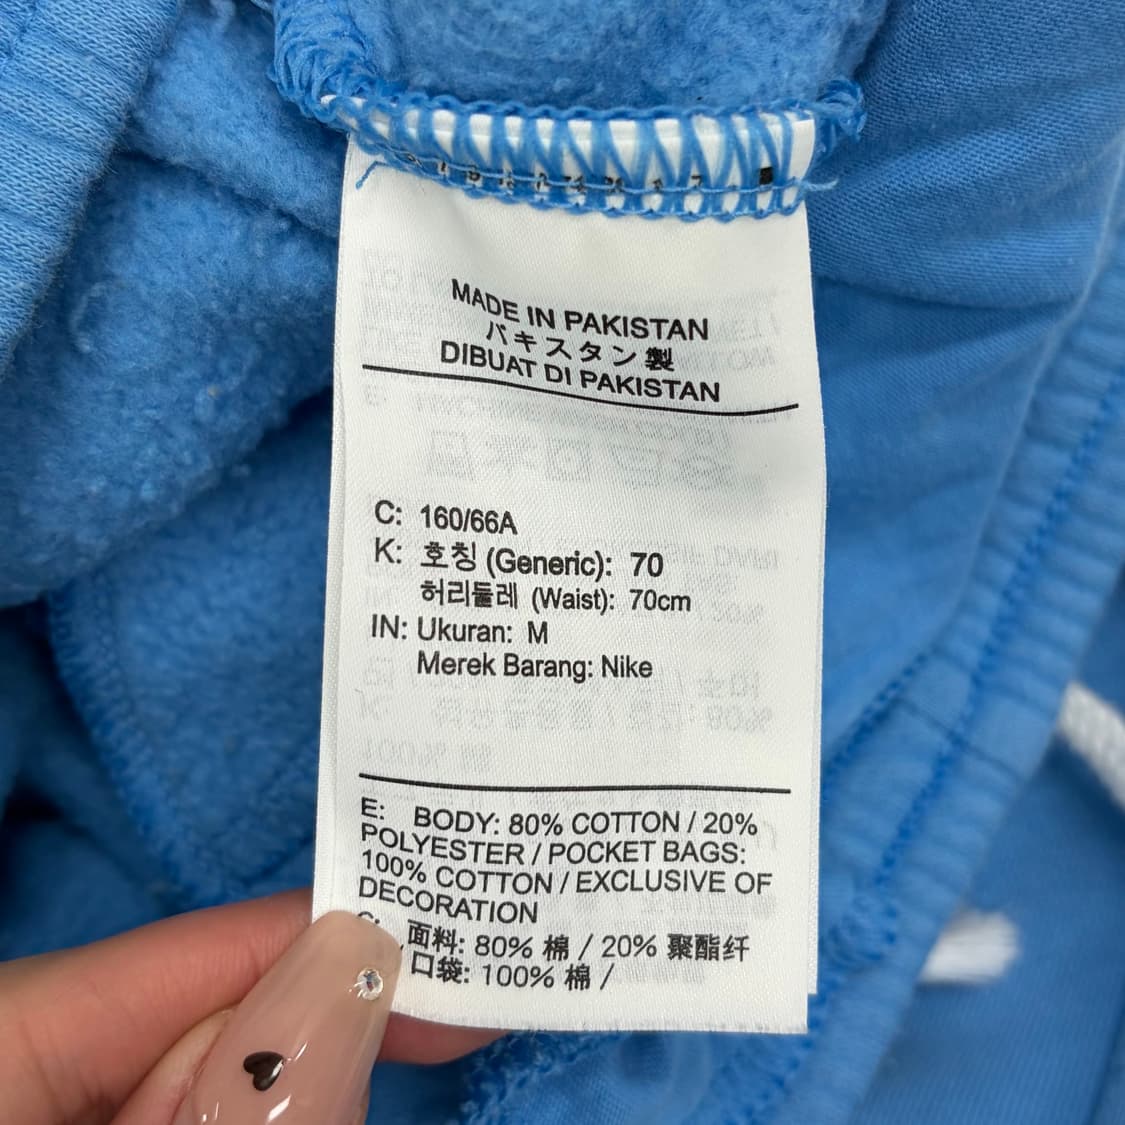 MADE IN PAKISTAN
パキスタン製
DIBUAT DI PAKISTAN
C: 160/66A
K: 호칭 (Generic): 70
허리둘레 (Waist): 70cm
IN: Ukuran: M
Merek Barang: Nike
E: BODY: 80% COTTON / 20%
POLYESTER / POCKET BAGS:
100% COTTON / EXCLUSIVE OF
DECORATION
C: 面料: 80% 棉 / 20% 聚酯纤
口袋: 100% 棉 /